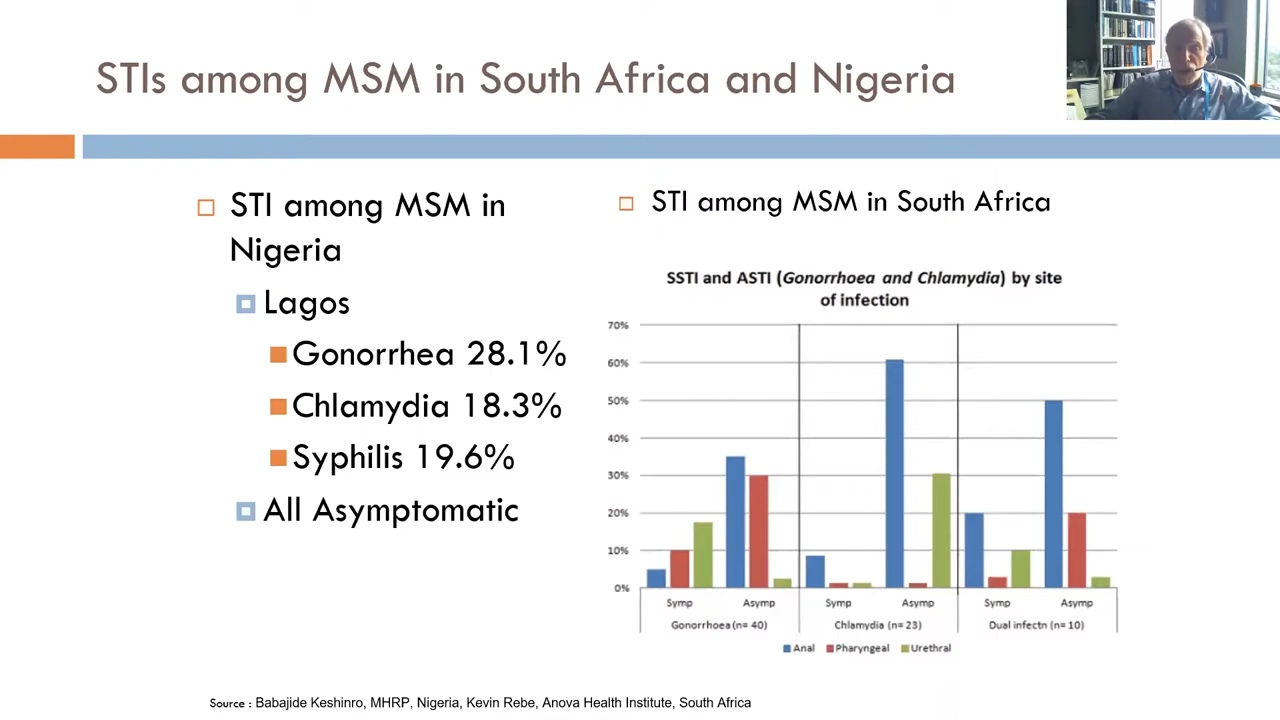 STIs among MSM in South Africa and Nigeria
STI among MSM in
Nigeria
Lagos
Gonorrhea 28.1%
Chlamydia 18.3%
Syphilis 19.6%
All Asymptomatic
STI among MSM in South Africa
SSTI and ASTI (Gonorrhoea and Chlamydia) by site
of infection
70%
60%
50%
40%
30%
20%
10%
0%
Symp Asymp Symp Asymp Symp Asymp
Gonorrhoea (n= 40) Chlamydia (n= 23) Dual infectn (n= 10)
Anal Pharyngeal Urethral
Source : Babajide Keshinro, MHRP, Nigeria, Kevin Rebe, Anova Health Institute, South Africa